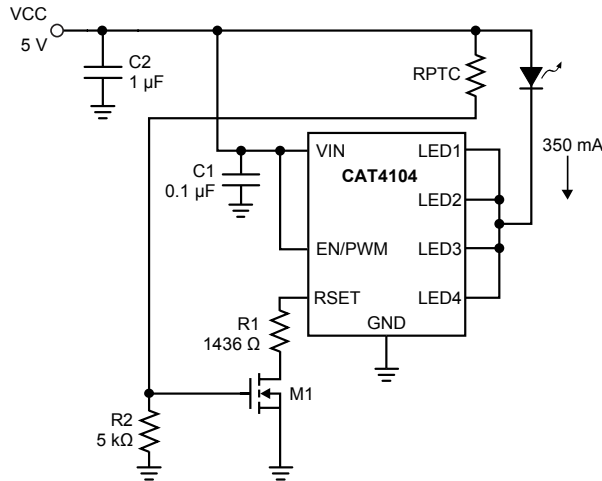 VCC
5 V
C2
1 µF
RPTC
350 mA
C1
0.1 µF
VIN
LED1
CAT4104
LED2
EN/PWM
LED3
RSET
LED4
GND
R1
1436 Ω
M1
R2
5 kΩ